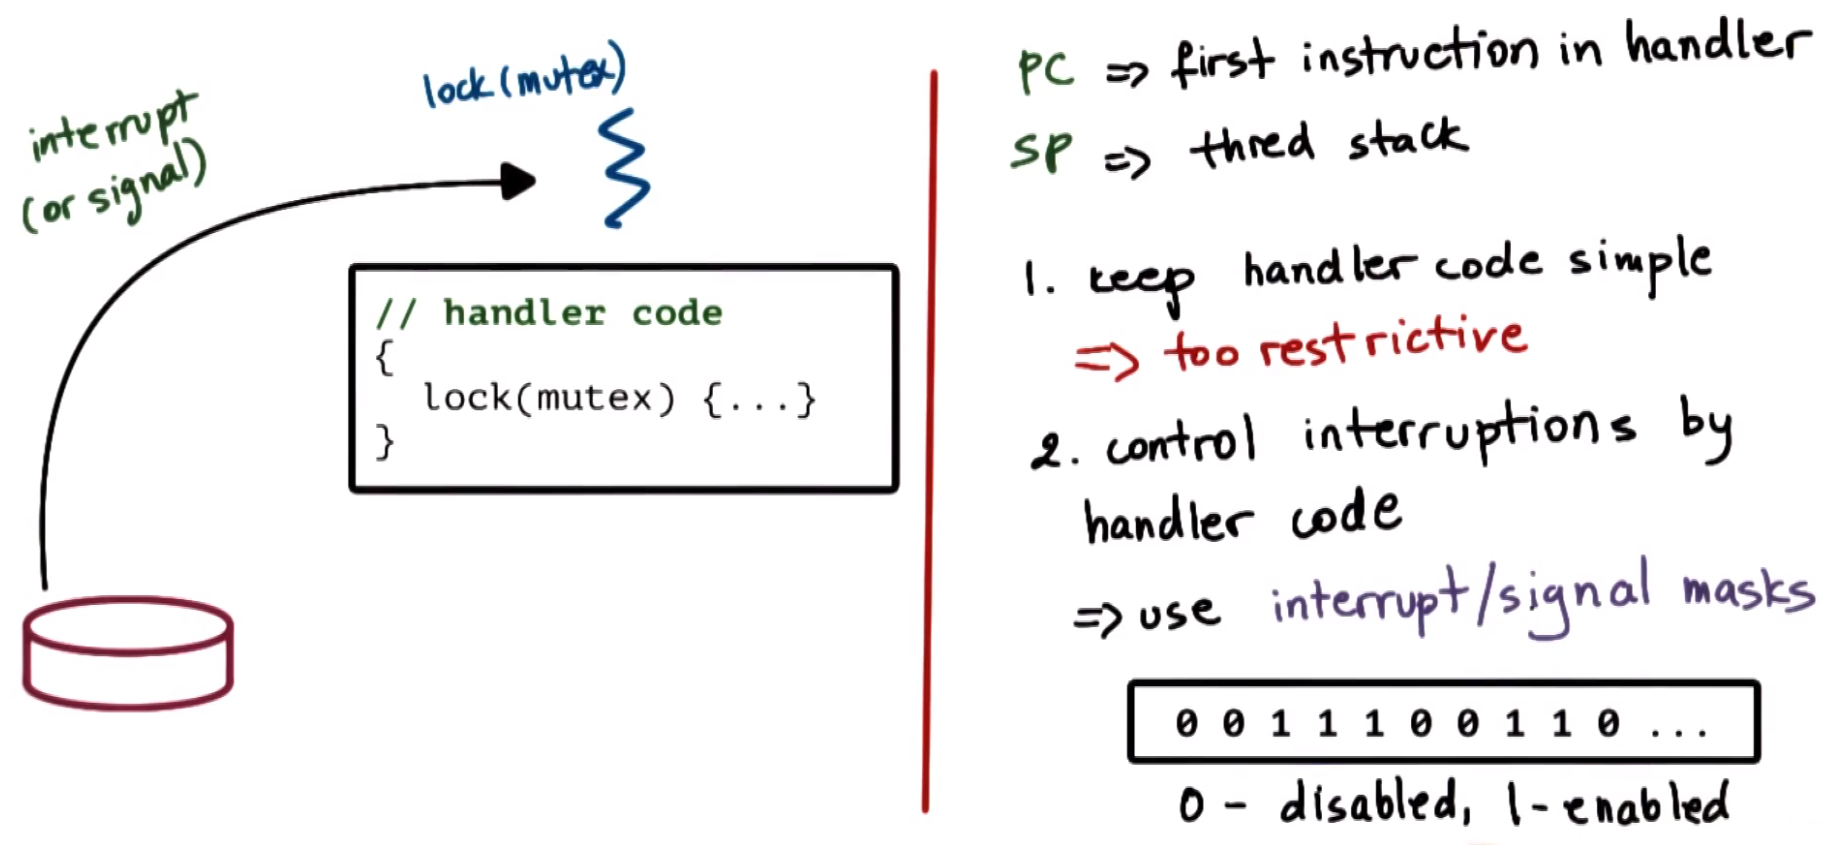 interrupt
(or signal)
lock(mutex)
// handler code
{
lock(mutex) {...}
}
PC => first instruction in handler
SP => thred stack
1. keep handler code simple
=> too restrictive
2. control interruptions by
handler code
=> use interrupt/signal masks
0 0 1 1 1 0 0 1 1 0 ...
0 - disabled, 1 - enabled